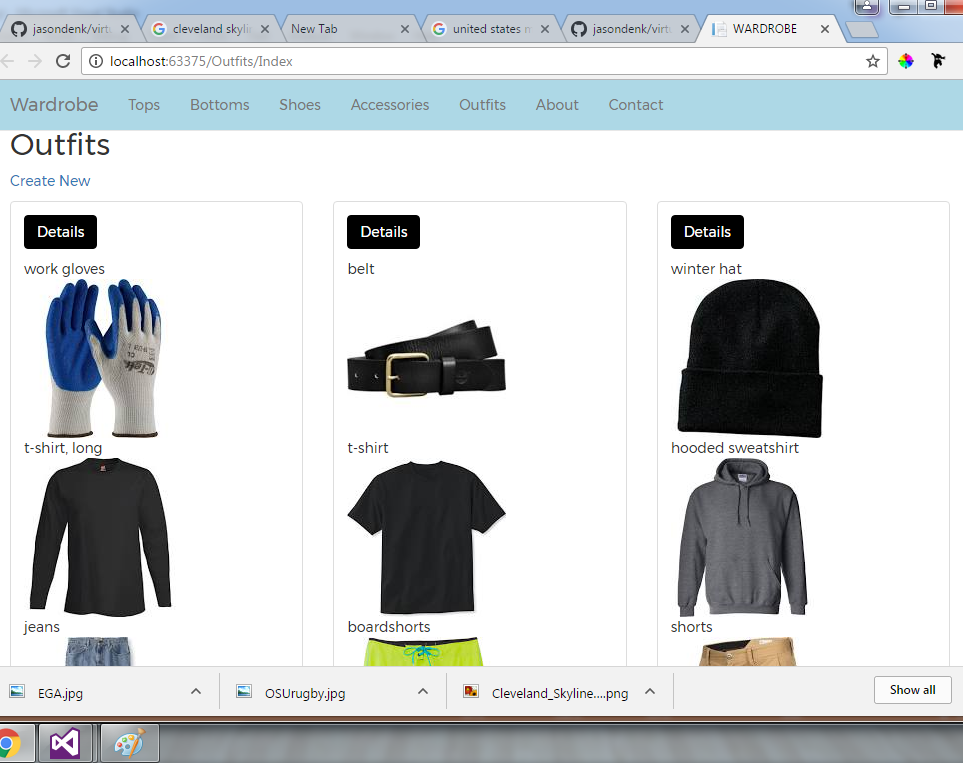 jasondenk/virt
cleveland skyli
New Tab
united states m
jasondenk/virt
WARDROBE
localhost:63375/Outfits/Index
Wardrobe Tops Bottoms Shoes Accessories Outfits About Contact
Outfits
Create New
Details Details Details
work gloves belt winter hat
t-shirt, long t-shirt hooded sweatshirt
jeans boardshorts shorts
EGA.jpg OSUrugby.jpg Cleveland_Skyline....png Show all